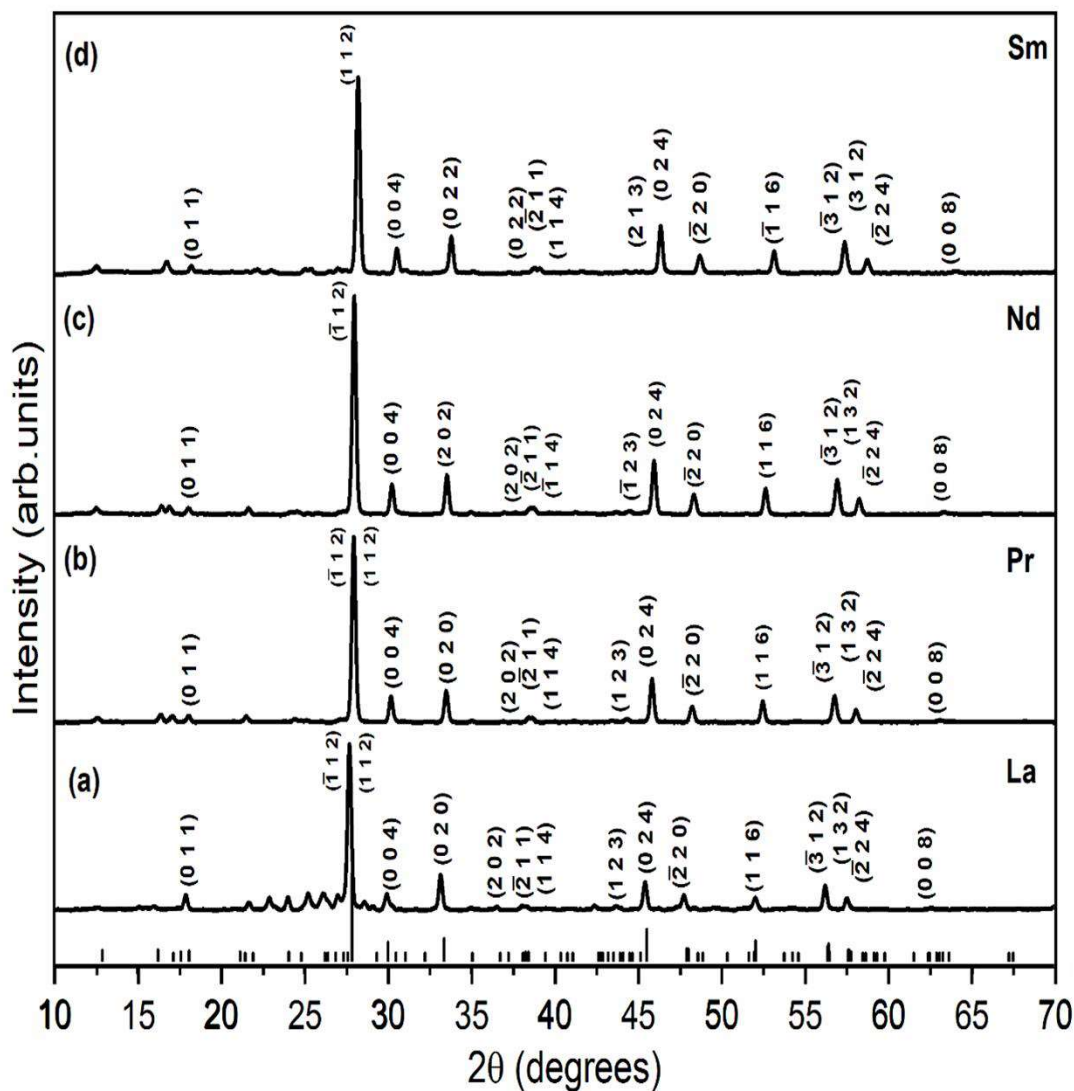 (d)
Sm
(0 1 1)
(1 1 2)
(0 0 4)
(0 2 2)
(0 2 2)
(2̄ 1 1)
(1 1 4)
(2 1 3)
(0 2 4)
(2̄ 2 0)
(1̄ 1 6)
(3̄ 1 2)
(3 1 2)
(2̄ 2 4)
(0 0 8)
(c)
Nd
(0 1 1)
(1̄ 1 2)
(0 0 4)
(2 0 2)
(2 0 2)
(2̄ 1 1)
(1̄ 1 4)
(1̄ 2 3)
(0 2 4)
(2̄ 2 0)
(1 1 6)
(3̄ 1 2)
(1 3 2)
(2̄ 2 4)
(0 0 8)
(b)
Pr
(0 1 1)
(1̄ 1 2)
(1 1 2)
(0 0 4)
(0 2 0)
(2 0 2)
(2̄ 1 1)
(1 1 4)
(1 2 3)
(0 2 4)
(2̄ 2 0)
(1 1 6)
(3̄ 1 2)
(1 3 2)
(2̄ 2 4)
(0 0 8)
(a)
La
(0 1 1)
(1̄ 1 2)
(1 1 2)
(0 0 4)
(0 2 0)
(2 0 2)
(2̄ 1 1)
(1 1 4)
(1 2 3)
(0 2 4)
(2̄ 2 0)
(1 1 6)
(3̄ 1 2)
(1 3 2)
(2̄ 2 4)
(0 0 8)
Intensity (arb.units)
10 15 20 25 30 35 40 45 50 55 60 65 70
2θ (degrees)